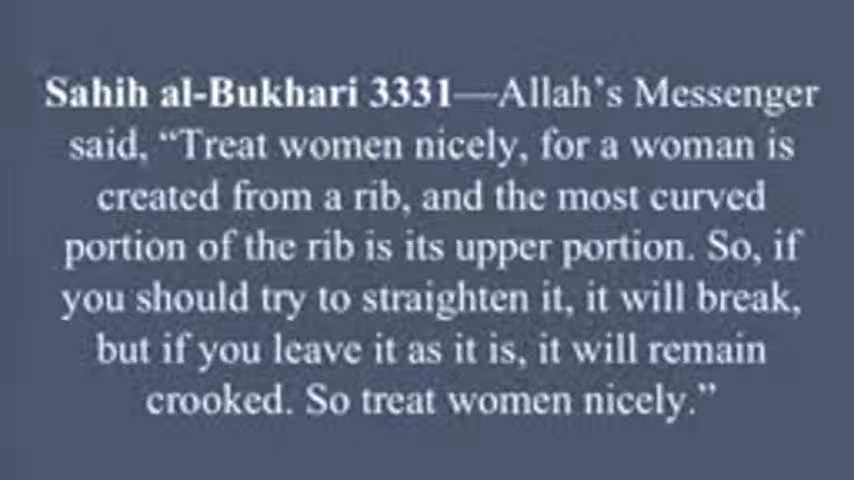 Sahih al-Bukhari 3331—Allah’s Messenger
said, “Treat women nicely, for a woman is
created from a rib, and the most curved
portion of the rib is its upper portion. So, if
you should try to straighten it, it will break,
but if you leave it as it is, it will remain
crooked. So treat women nicely.”